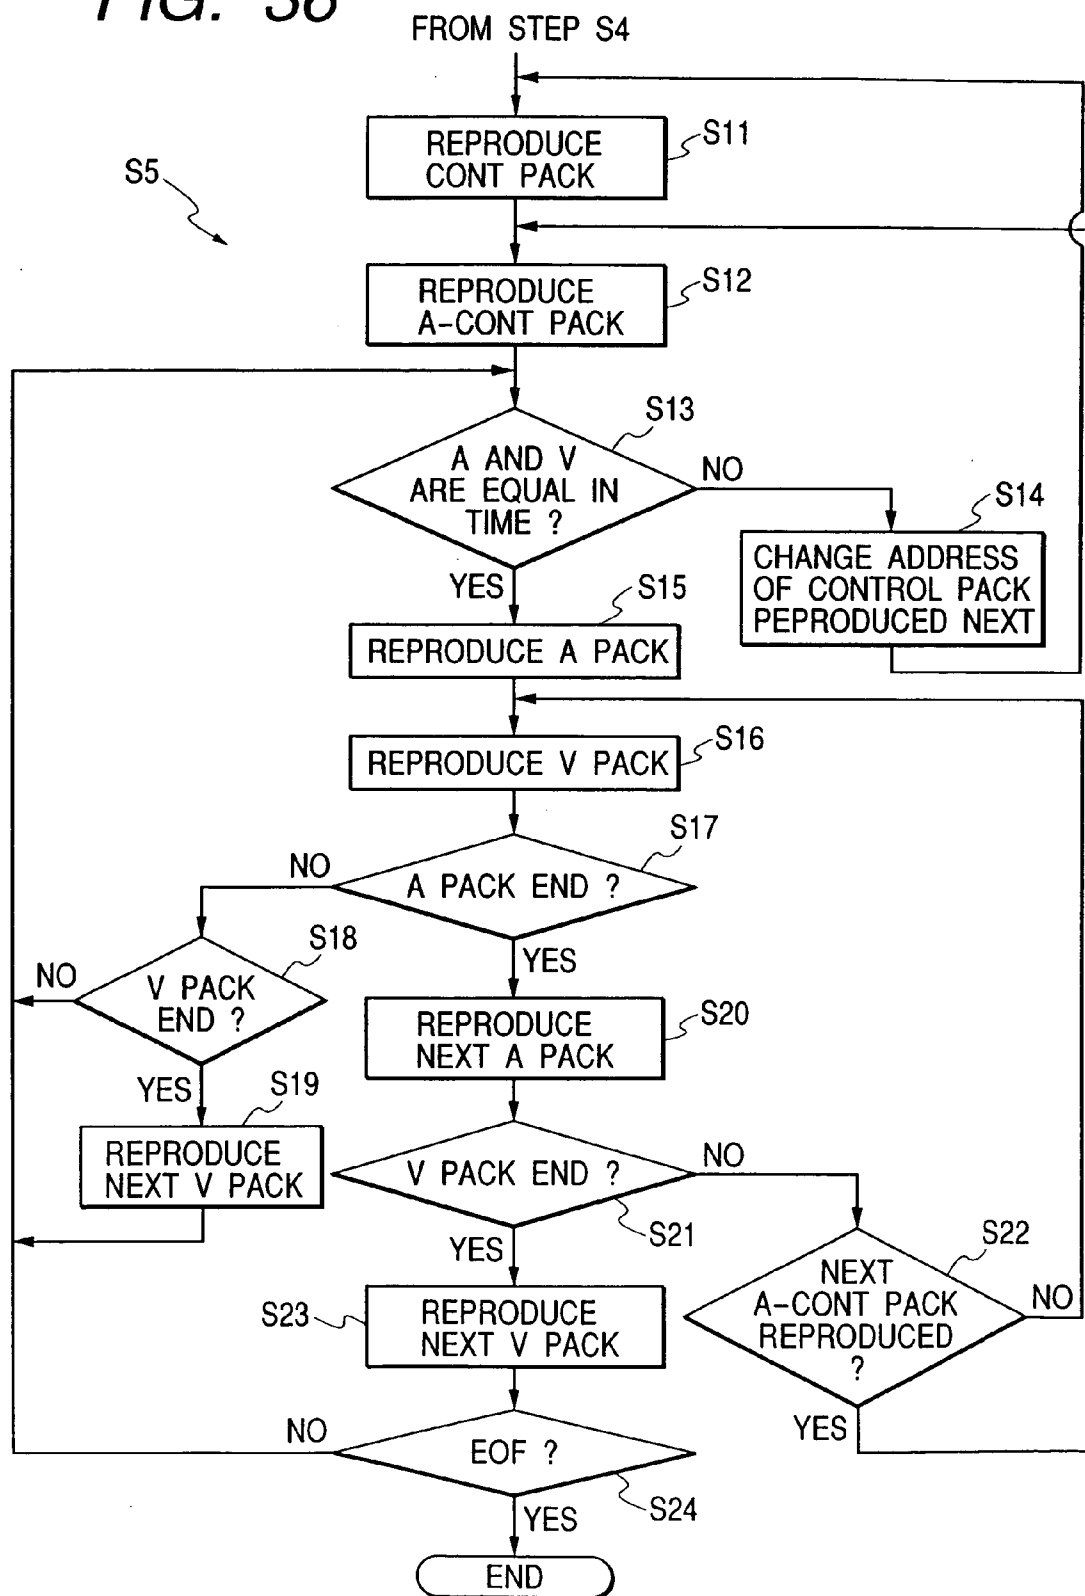 FIG. 38
FROM STEP S4
REPRODUCE
CONT PACK
S11
S5
REPRODUCE
A-CONT PACK
S12
A AND V
ARE EQUAL IN
TIME ?
S13
NO
S14
CHANGE ADDRESS
OF CONTROL PACK
PEPRODUCED NEXT
YES
S15
REPRODUCE A PACK
REPRODUCE V PACK
S16
S17
A PACK END ?
NO
YES
S18
V PACK
END ?
NO
YES
S19
REPRODUCE
NEXT V PACK
REPRODUCE
NEXT A PACK
S20
V PACK END ?
NO
S21
YES
S22
NEXT
A-CONT PACK
REPRODUCED
?
NO
YES
S23
REPRODUCE
NEXT V PACK
EOF ?
NO
S24
YES
END